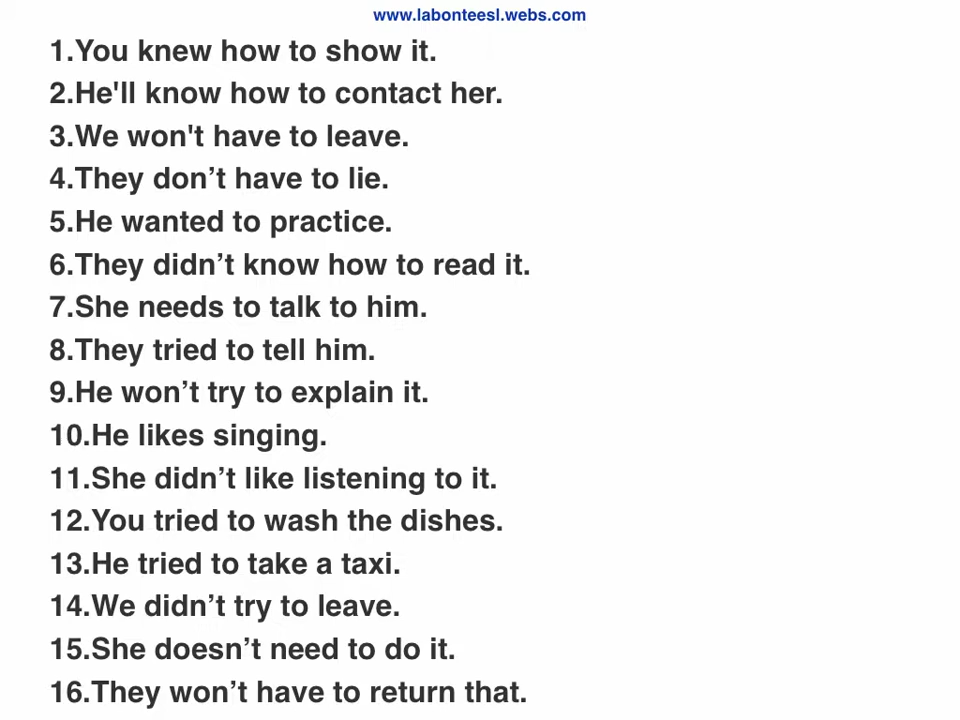 www.labonteesl.webs.com
1.You knew how to show it.
2.He'll know how to contact her.
3.We won't have to leave.
4.They don’t have to lie.
5.He wanted to practice.
6.They didn’t know how to read it.
7.She needs to talk to him.
8.They tried to tell him.
9.He won’t try to explain it.
10.He likes singing.
11.She didn’t like listening to it.
12.You tried to wash the dishes.
13.He tried to take a taxi.
14.We didn’t try to leave.
15.She doesn’t need to do it.
16.They won’t have to return that.